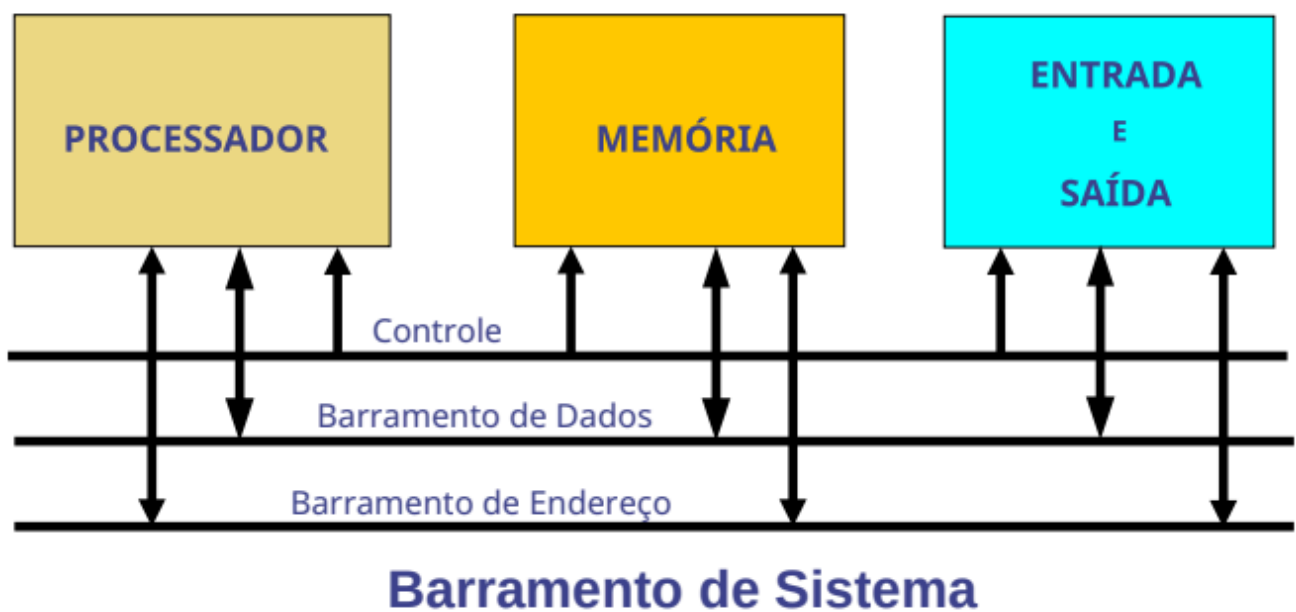 PROCESSADOR
MEMÓRIA
ENTRADA
E
SAÍDA
Controle
Barramento de Dados
Barramento de Endereço
Barramento de Sistema